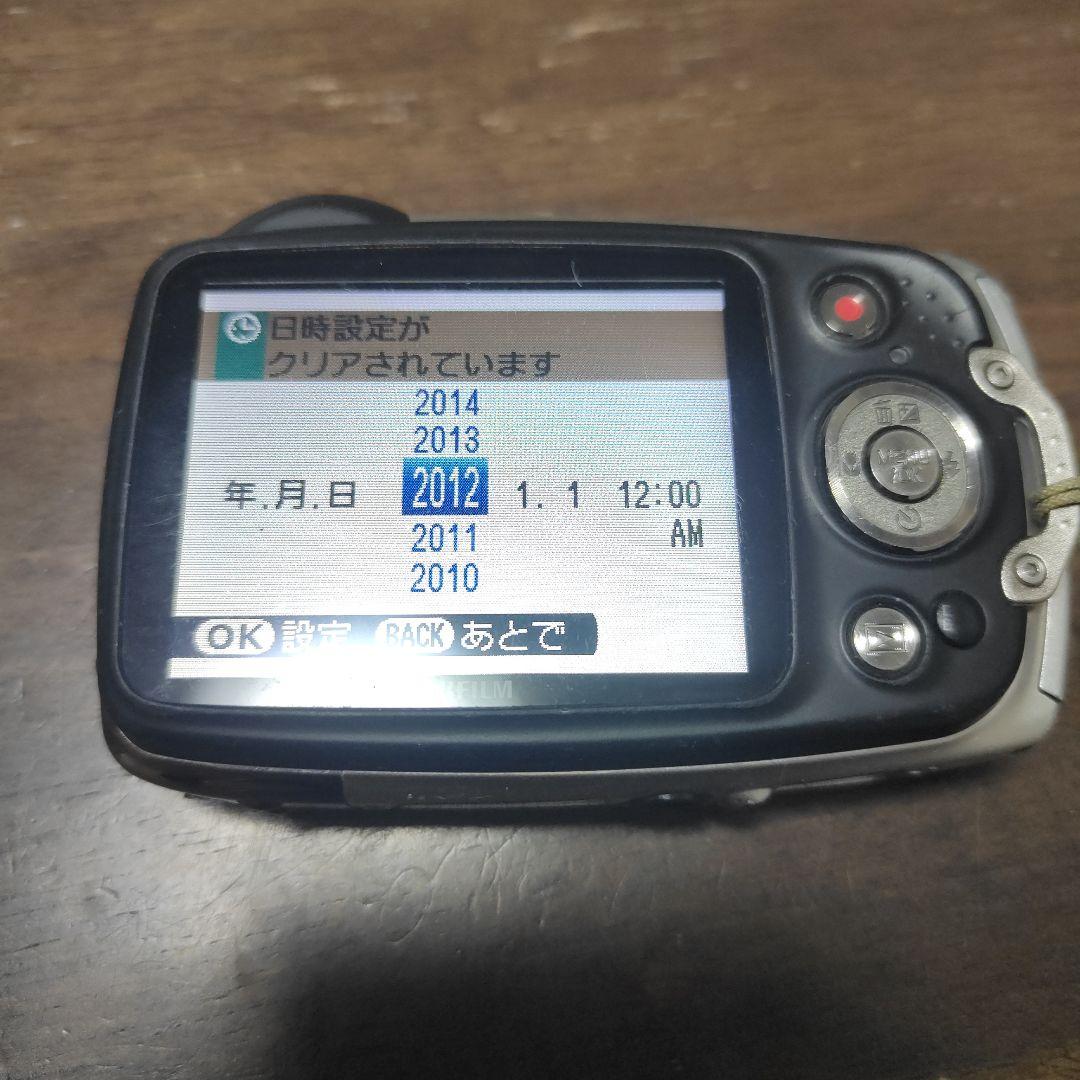 日時設定が
クリアされています
2014
2013
年.月.日 2012 1. 1 12:00
AM
2011
2010
OK 設定 BACK あとで
FILM